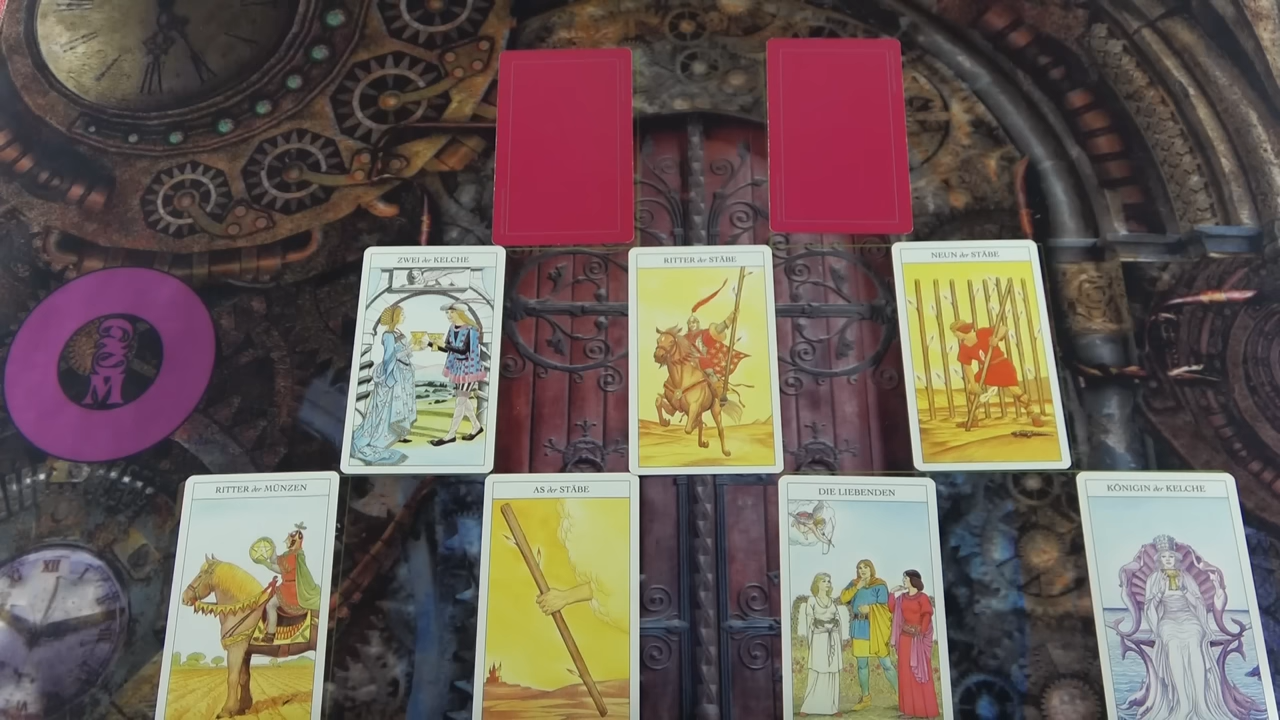 ZWEI der KELCHE
RITTER der STÄBE
NEUN der STÄBE
RITTER der MÜNZEN
AS der STÄBE
DIE LIEBENDEN
KÖNIGIN der KELCHE
XII